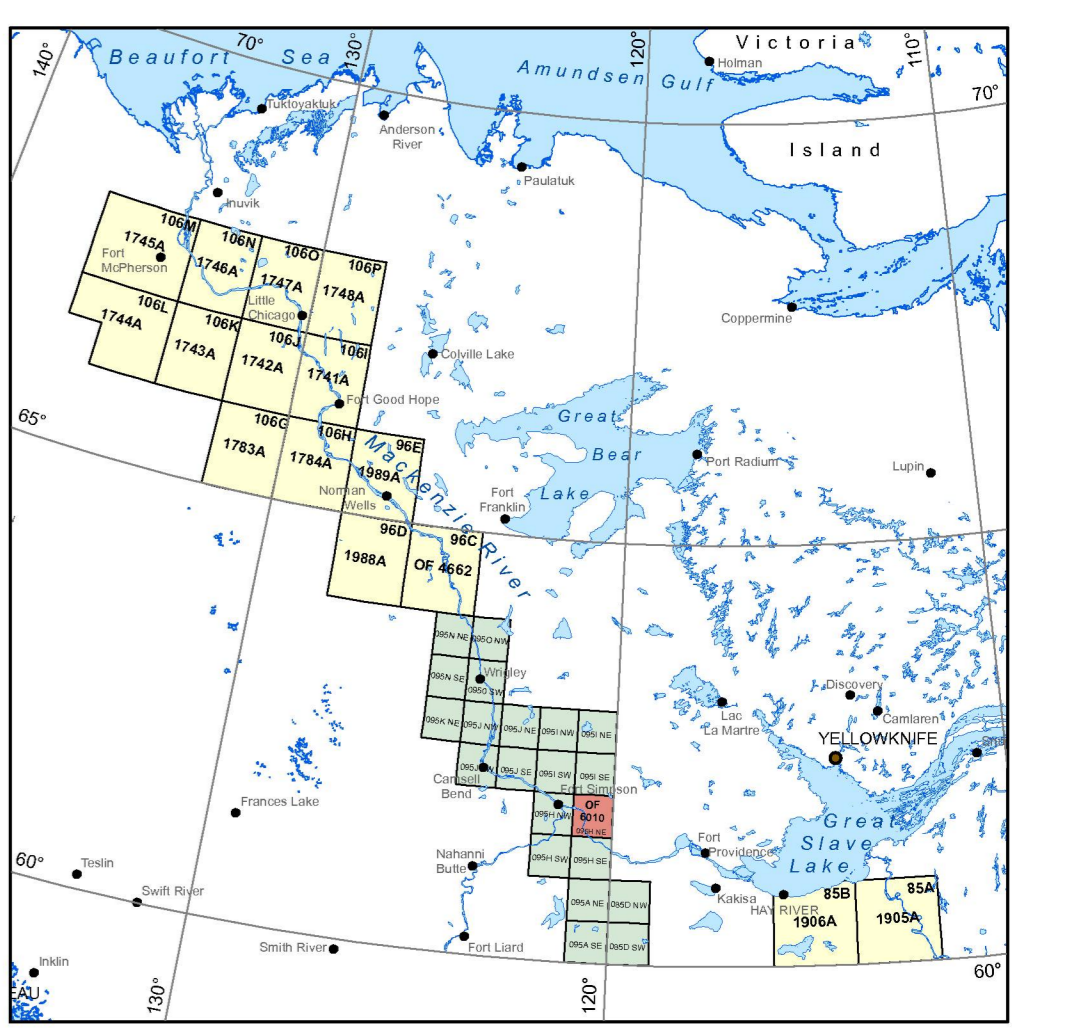 140°
70°
130°
120°
110°
Beaufort Sea
Amundsen Gulf
Victoria
Holman
70°
Tuktoyaktuk
Anderson
River
Island
Paulatuk
Inuvik
106M
1745A
Fort
McPherson
106N
1746A
106O
1747A
106P
1748A
Little
Chicago
106L
1744A
106K
1743A
106J
1742A
106I
1741A
Coppermine
Colville Lake
Fort Good Hope
65°
106G
1783A
106H
1784A
96E
1989A
Mackenzie River
Norman
Wells
Great
Bear
Lake
Port Radium
Lupin
Fort
Franklin
96D
1988A
96C
OF 4662
095N NE
095O NW
095N SE
095O SW
Wrigley
095K NE
095J NW
095J NE
095I NW
095I NE
095J SE
095I SW
095I SE
Camsell
Bend
Fort Simpson
095H NW
OF
6010
095H NE
095H SW
095H SE
095A NE
085D NW
095A SE
085D SW
Lac
La Martre
Discovery
Camlaren
YELLOWKNIFE
Great
Slave
Lake
Fort
Providence
Kakisa
HAY RIVER
85B
1906A
85A
1905A
Frances Lake
Nahanni
Butte
60°
Teslin
Swift River
Smith River
Fort Liard
Inklin
EAU
130°
120°
60°